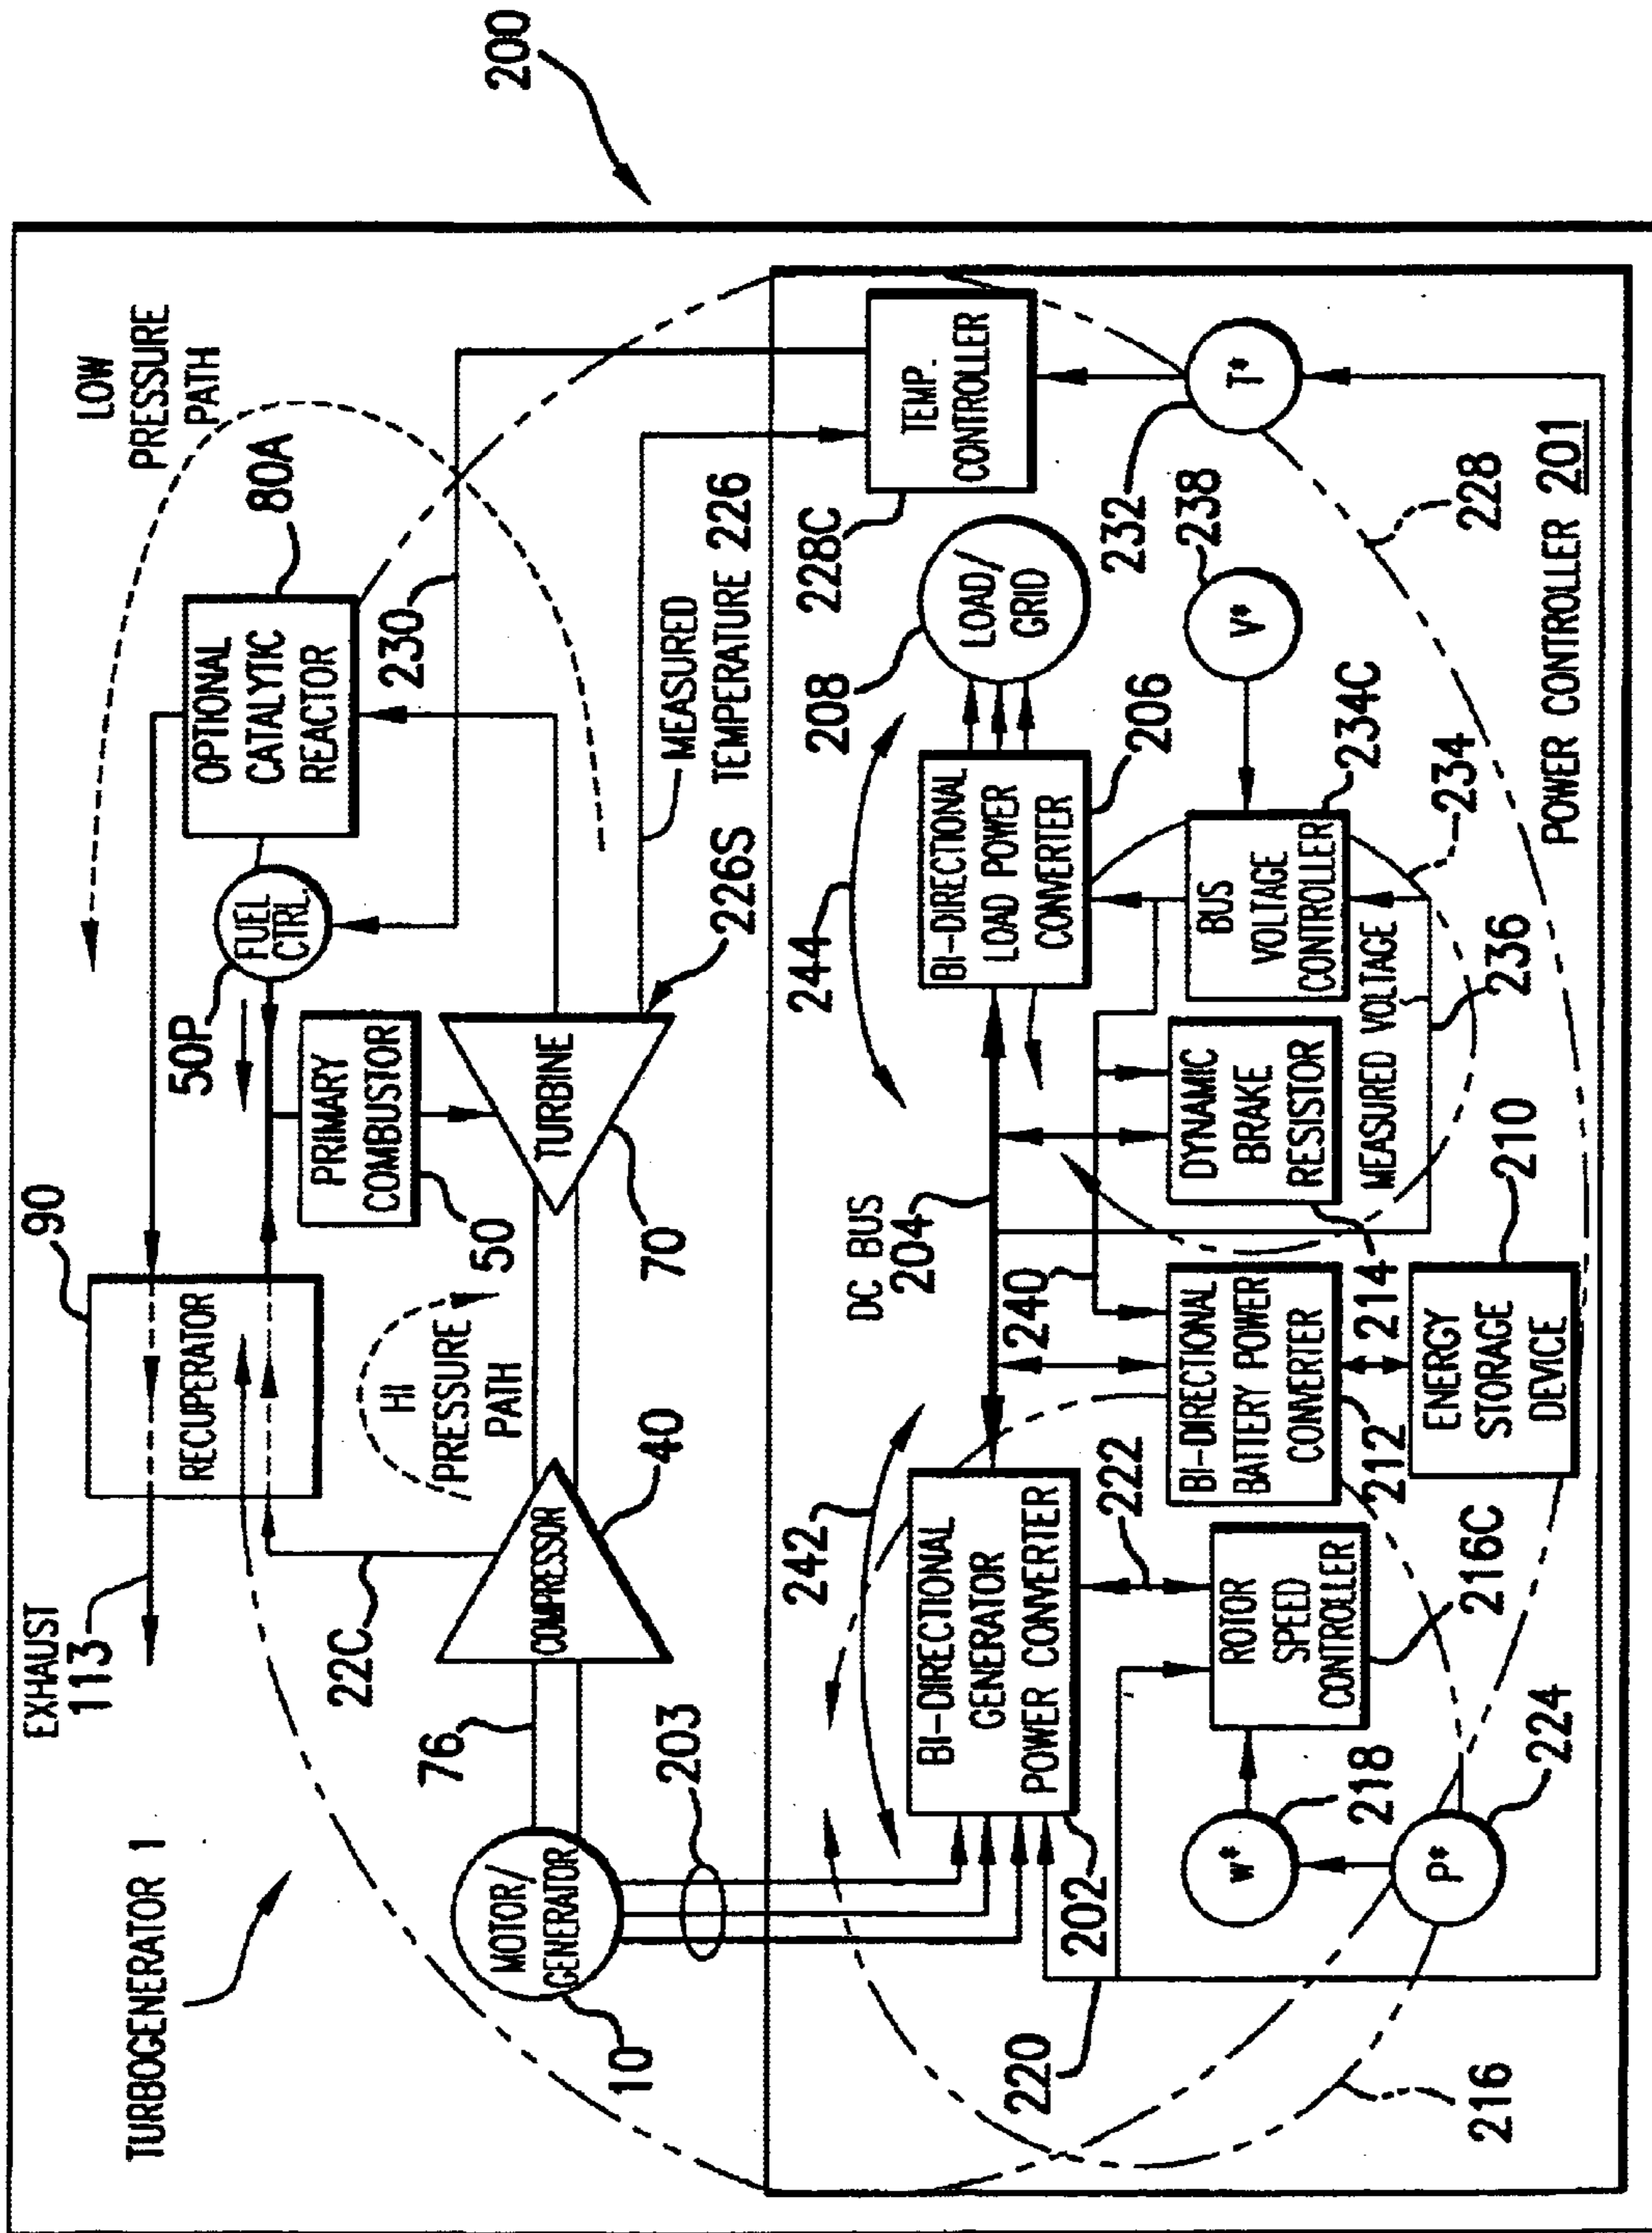 200
TURBOGENERATOR 1
EXHAUST
113
90
RECUPERATOR
50P
FUEL
CTRL.
OPTIONAL
CATALYTIC
REACTOR
80A
LOW
PRESSURE
PATH
22C
HI
PRESSURE
PATH
PRIMARY
COMBUSTOR
50
230
76
MOTOR/
GENERATOR
10
COMPRESSOR
40
TURBINE
70
226S
MEASURED
TEMPERATURE 226
203
242
DC BUS
204
244
208
LOAD/
GRID
228C
TEMP.
CONTROLLER
BI-DIRECTIONAL
GENERATOR
POWER CONVERTER
202
222
240
BI-DIRECTIONAL
LOAD POWER
CONVERTER
206
232
T*
238
V*
220
w*
218
ROTOR
SPEED
CONTROLLER
216C
BI-DIRECTIONAL
BATTERY POWER
CONVERTER
212
214
DYNAMIC
BRAKE
RESISTOR
BUS
VOLTAGE
CONTROLLER
234C
234
228
MEASURED VOLTAGE
236
P*
224
216
ENERGY
STORAGE
DEVICE
210
POWER CONTROLLER 201